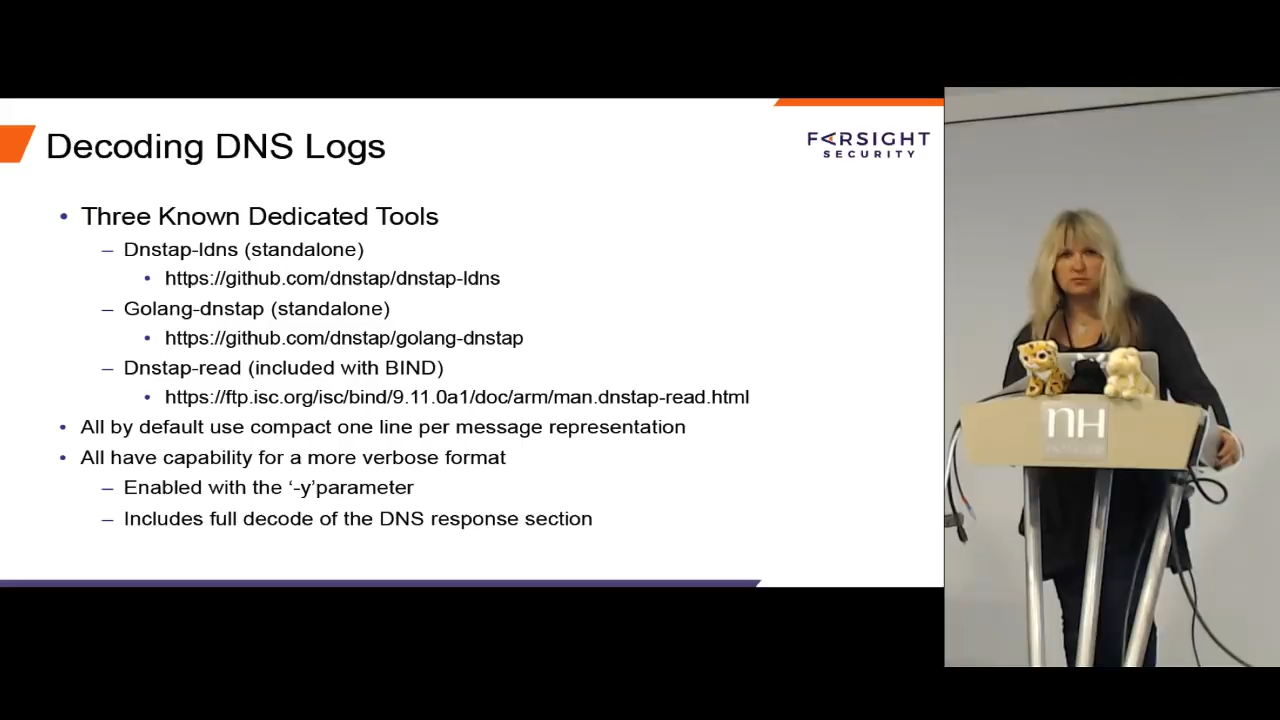 Decoding DNS Logs
FARSIGHT
SECURITY
• Three Known Dedicated Tools
– Dnstap-ldns (standalone)
• https://github.com/dnstap/dnstap-ldns
– Golang-dnstap (standalone)
• https://github.com/dnstap/golang-dnstap
– Dnstap-read (included with BIND)
• https://ftp.isc.org/isc/bind/9.11.0a1/doc/arm/man.dnstap-read.html
• All by default use compact one line per message representation
• All have capability for a more verbose format
– Enabled with the ‘-y’parameter
– Includes full decode of the DNS response section
nH